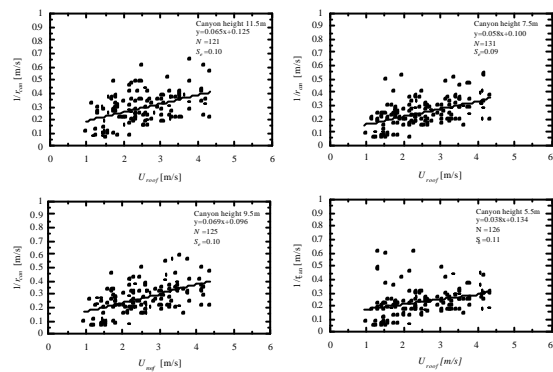 Canyon height 11.5m
y=0.065x+0.125
N =121
Se=0.10
1/rcan [m/s]
1
0.9
0.8
0.7
0.6
0.5
0.4
0.3
0.2
0.1
0
0 1 2 3 4 5 6
Uroof [m/s]
Canyon height 7.5m
y=0.058x+0.100
N=131
Se=0.09
1/rcan [m/s]
1
0.9
0.8
0.7
0.6
0.5
0.4
0.3
0.2
0.1
0
0 1 2 3 4 5 6
Uroof [m/s]
Canyon height 9.5m
y=0.069x+0.096
N =125
Se=0.10
1/rcan [m/s]
1
0.9
0.8
0.7
0.6
0.5
0.4
0.3
0.2
0.1
0
0 1 2 3 4 5 6
Uroof [m/s]
Canyon height 5.5m
y=0.038x+0.134
N =126
Se=0.11
1/rcan [m/s]
1
0.9
0.8
0.7
0.6
0.5
0.4
0.3
0.2
0.1
0
0 1 2 3 4 5 6
Uroof [m/s]